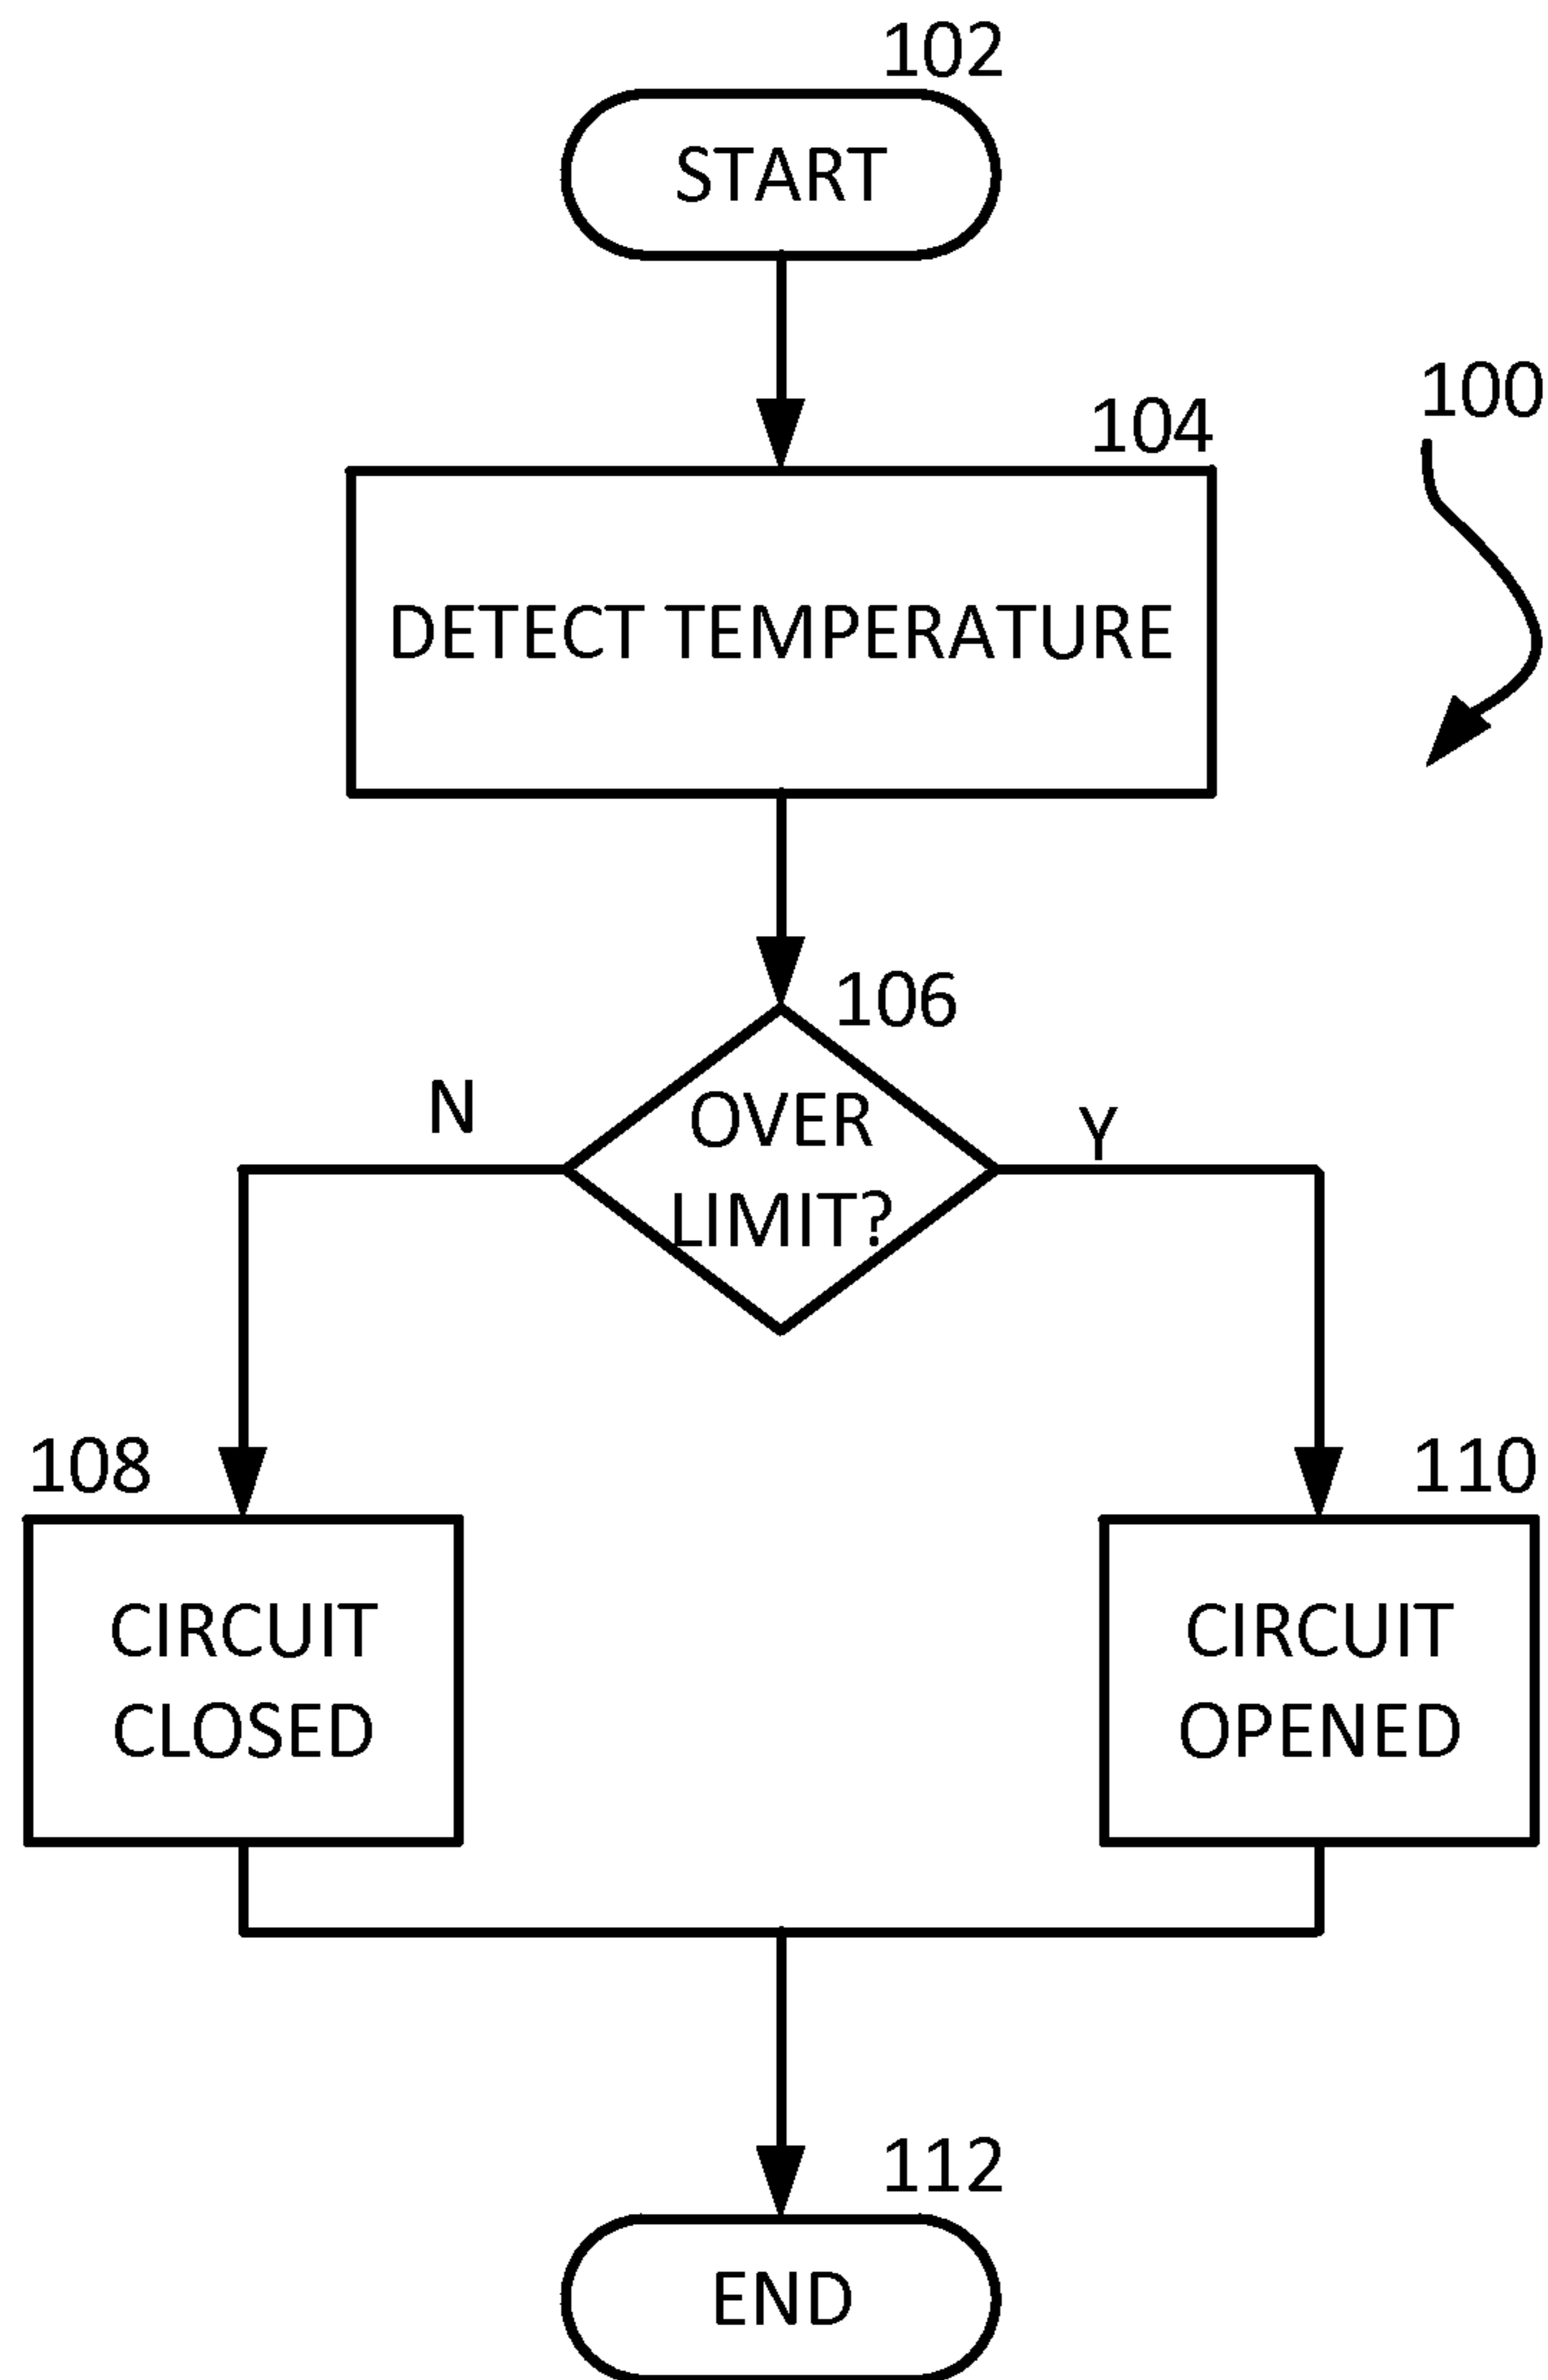 102
START
100
104
DETECT TEMPERATURE
106
N
OVER
Y
LIMIT?
108
110
CIRCUIT
CLOSED
CIRCUIT
OPENED
112
END